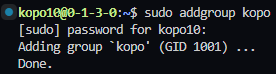 kopo10@0-1-3-0:~$ sudo addgroup kopo
[sudo] password for kopo10:
Adding group `kopo' (GID 1001) ...
Done.